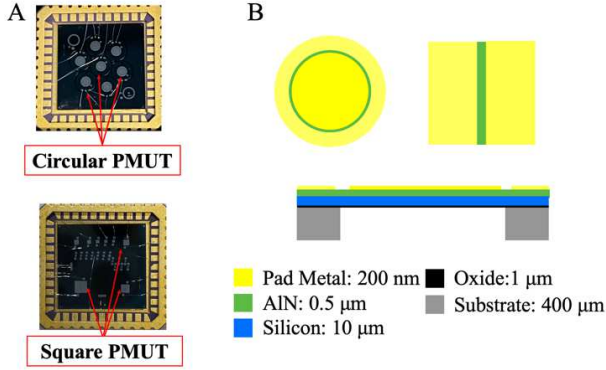 A
B
Circular PMUT
Square PMUT
Pad Metal: 200 nm
Oxide:1 μm
AlN: 0.5 μm
Substrate: 400 μm
Silicon: 10 μm